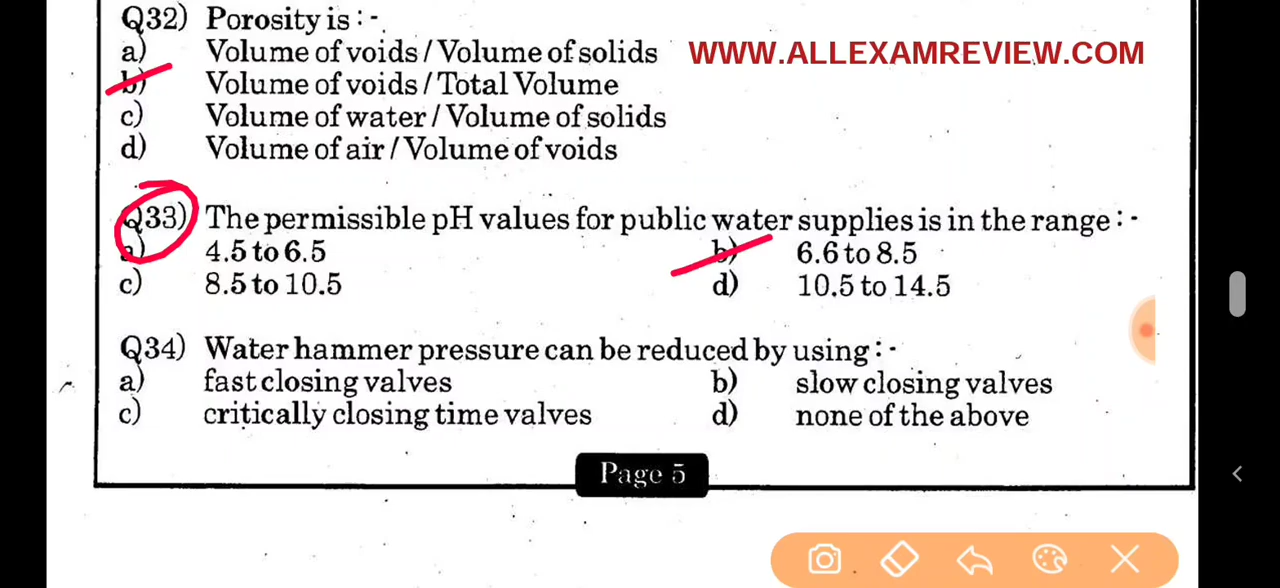 Q32) Porosity is : -
a) Volume of voids / Volume of solids WWW.ALLEXAMREVIEW.COM
b) Volume of voids / Total Volume
c) Volume of water / Volume of solids
d) Volume of air / Volume of voids
Q33) The permissible pH values for public water supplies is in the range : -
a) 4.5 to 6.5 b) 6.6 to 8.5
c) 8.5 to 10.5 d) 10.5 to 14.5
Q34) Water hammer pressure can be reduced by using : -
a) fast closing valves b) slow closing valves
c) critically closing time valves d) none of the above
Page 5